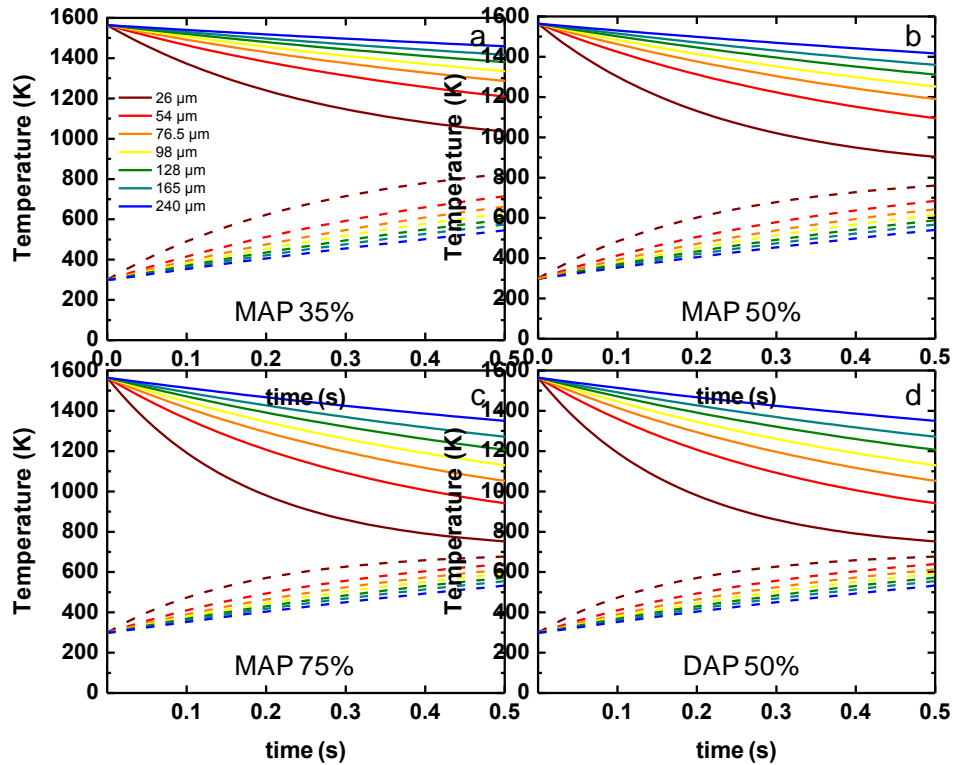 1600
1400
1200
1000
800
600
400
200
0
Temperature (K)
a
26 µm
54 µm
76.5 µm
98 µm
128 µm
165 µm
240 µm
MAP 35%
0.0 0.1 0.2 0.3 0.4 0.5
time (s)
1600
1400
1200
1000
800
600
400
200
0
Temperature (K)
b
MAP 50%
0.0 0.1 0.2 0.3 0.4 0.5
time (s)
1600
1400
1200
1000
800
600
400
200
0
Temperature (K)
c
MAP 75%
0.1 0.2 0.3 0.4 0.5
time (s)
1600
1400
1200
1000
800
600
400
200
0
Temperature (K)
d
DAP 50%
0.1 0.2 0.3 0.4 0.5
time (s)